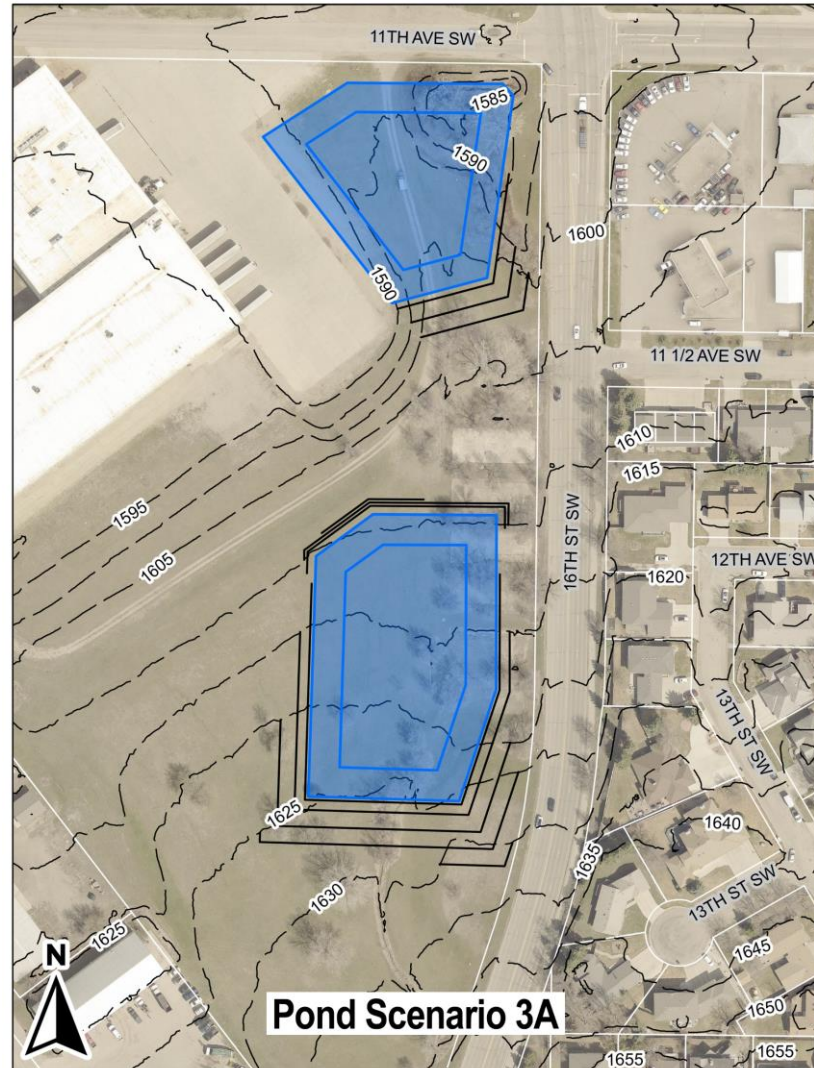 11TH AVE SW
1585
1590
1600
1590
11 1/2 AVE SW
1610
1615
1595
1605
16TH ST SW
12TH AVE SW
1620
13TH ST SW
1625
1640
1635
1630
13TH ST SW
1625
1645
N
1650
Pond Scenario 3A
1655
1655